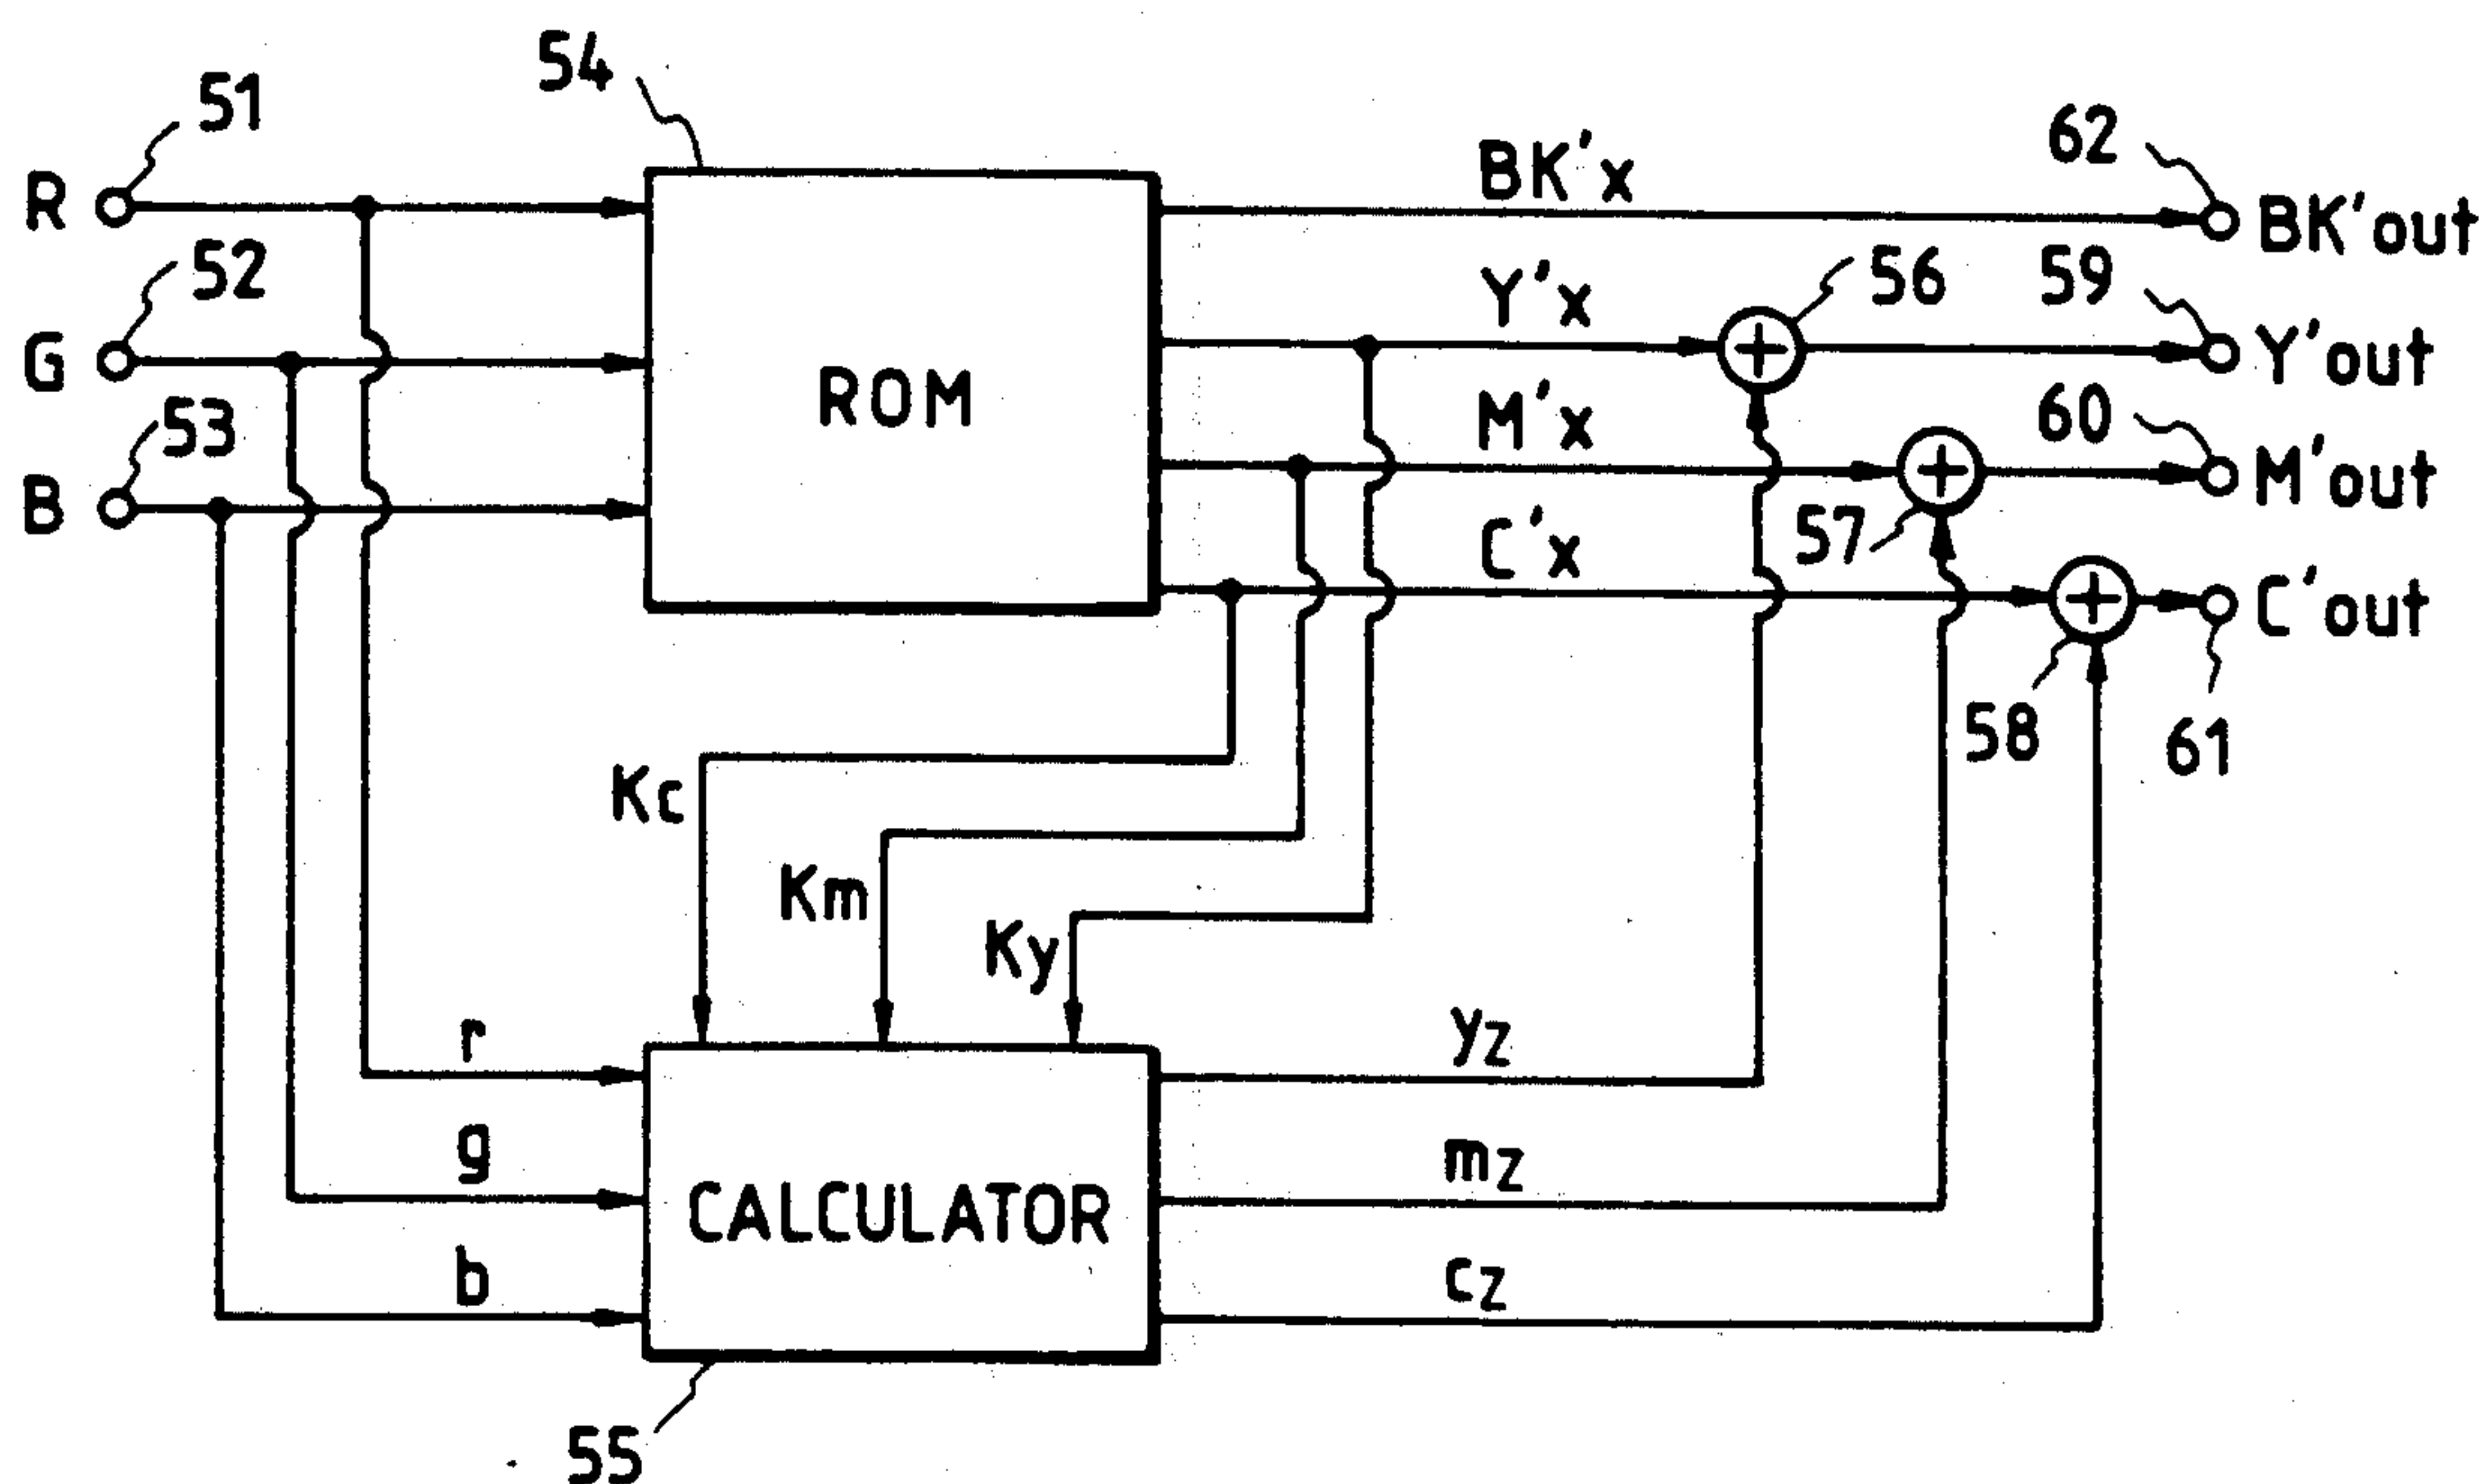 54
51
62
R
BK'x
BK'out
52
56
59
G
Y'x
Y'out
ROM
53
M'x
60
B
M'out
57
C'x
C'out
58
61
Kc
Km
Ky
r
yz
g
mz
CALCULATOR
b
cz
55